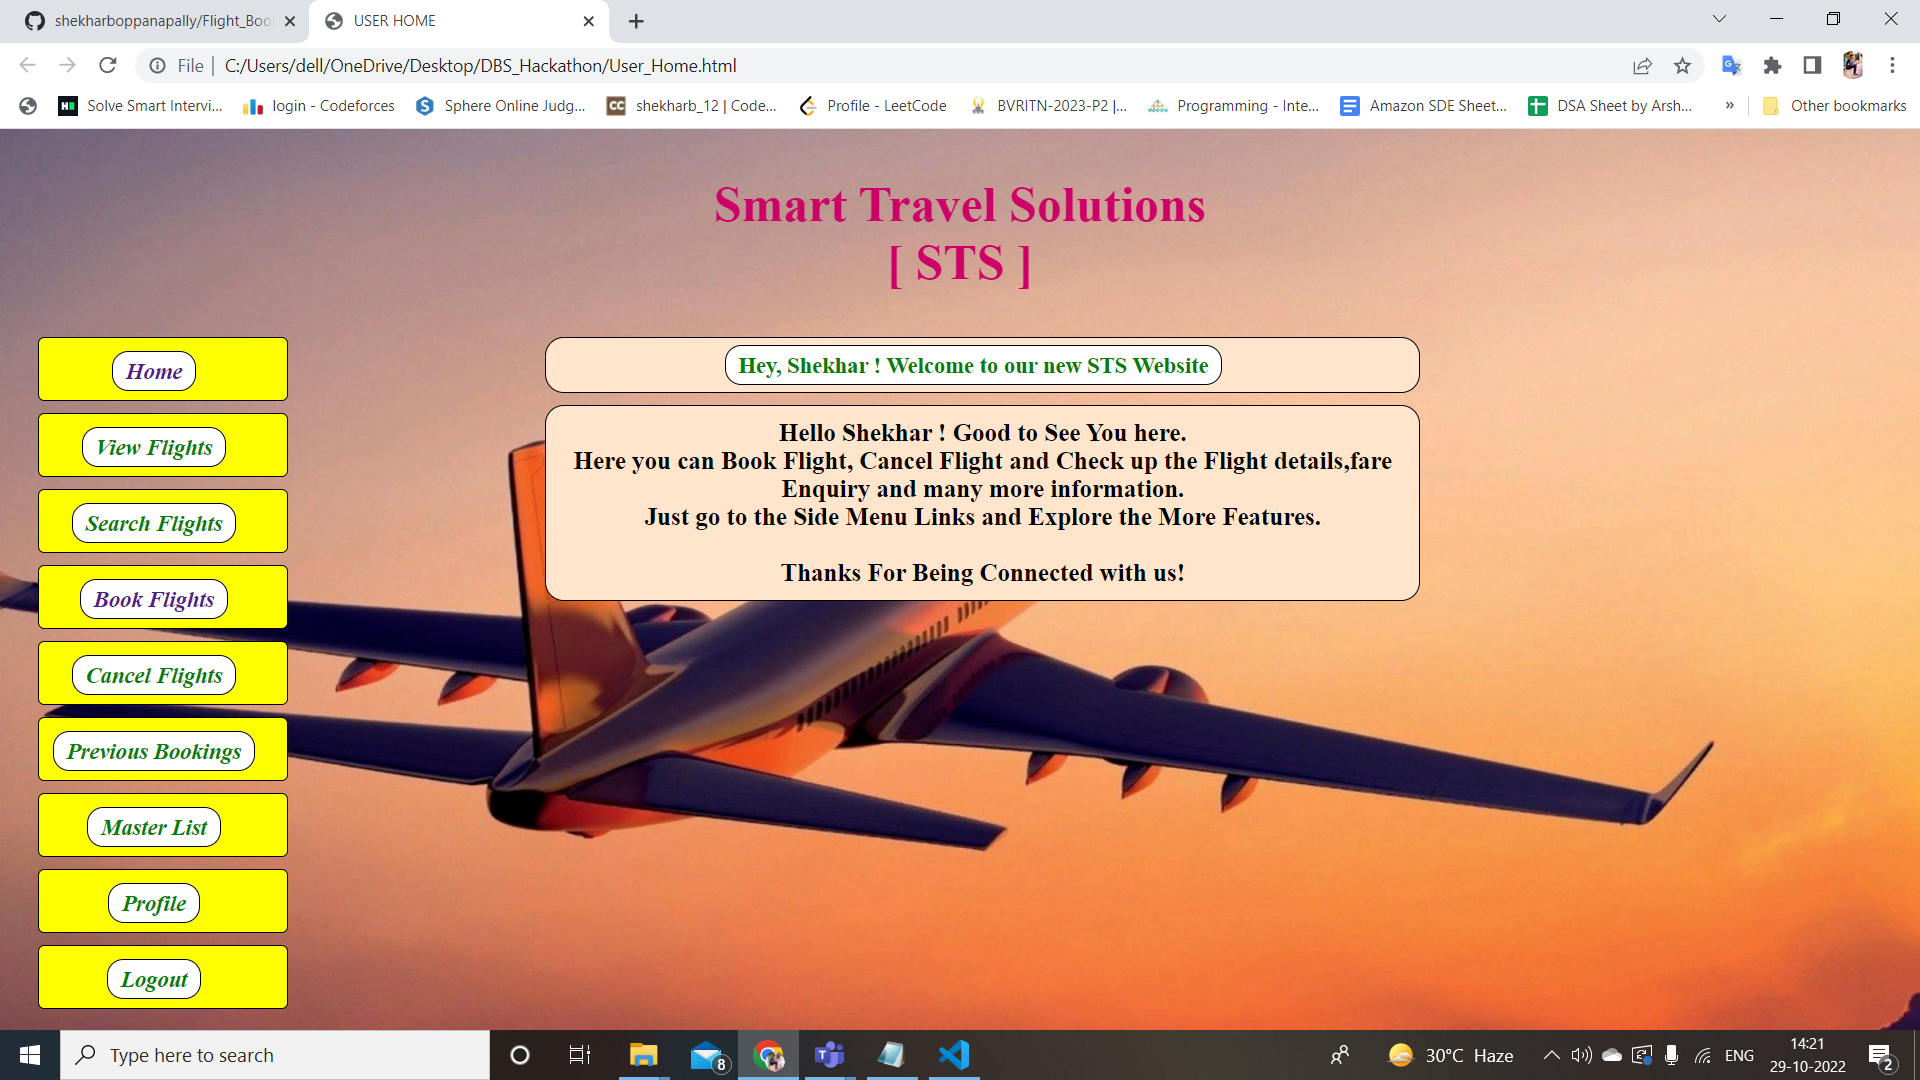 shekharboppanapally/Flight_Boo
USER HOME
File
C:/Users/dell/OneDrive/Desktop/DBS_Hackathon/User_Home.html
Solve Smart Intervi...
login - Codeforces
Sphere Online Judg...
shekharb_12 | Code...
Profile - LeetCode
BVRITN-2023-P2 |...
Programming - Inte...
Amazon SDE Sheet...
DSA Sheet by Arsh...
»
Other bookmarks
Smart Travel Solutions
[ STS ]
Home
View Flights
Search Flights
Book Flights
Cancel Flights
Previous Bookings
Master List
Profile
Logout
Hey, Shekhar ! Welcome to our new STS Website
Hello Shekhar ! Good to See You here.
Here you can Book Flight, Cancel Flight and Check up the Flight details,fare
Enquiry and many more information.
Just go to the Side Menu Links and Explore the More Features.
Thanks For Being Connected with us!
Type here to search
8
30°C Haze
ENG
14:21
29-10-2022
2